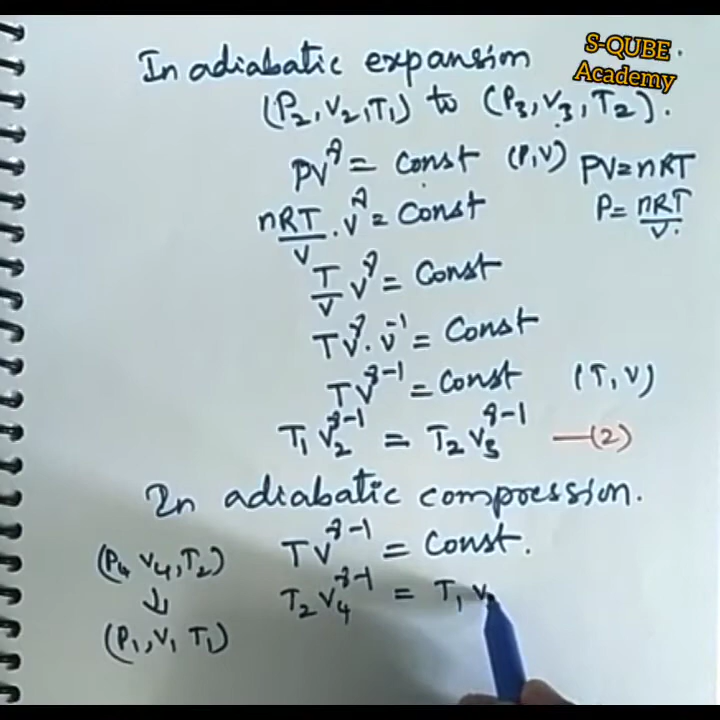 S-QUBE
Academy
In adiabatic expansion
(P₂, V₂, T₁) to (P₃, V₃, T₂).
PV^γ = Const (P, V) PV = nRT
nRT/V · V^γ = Const P = nRT/V.
T/V V^γ = Const
TV^γ · V^-1 = Const
TV^γ-1 = Const (T, V)
T₁ V₂^γ-1 = T₂ V₃^γ-1 —(2)
In adiabatic compression.
TV^γ-1 = Const.
(P₄ V₄, T₂)
↓
(P₁, V₁ T₁)
T₂ V₄^γ-1 = T₁ V